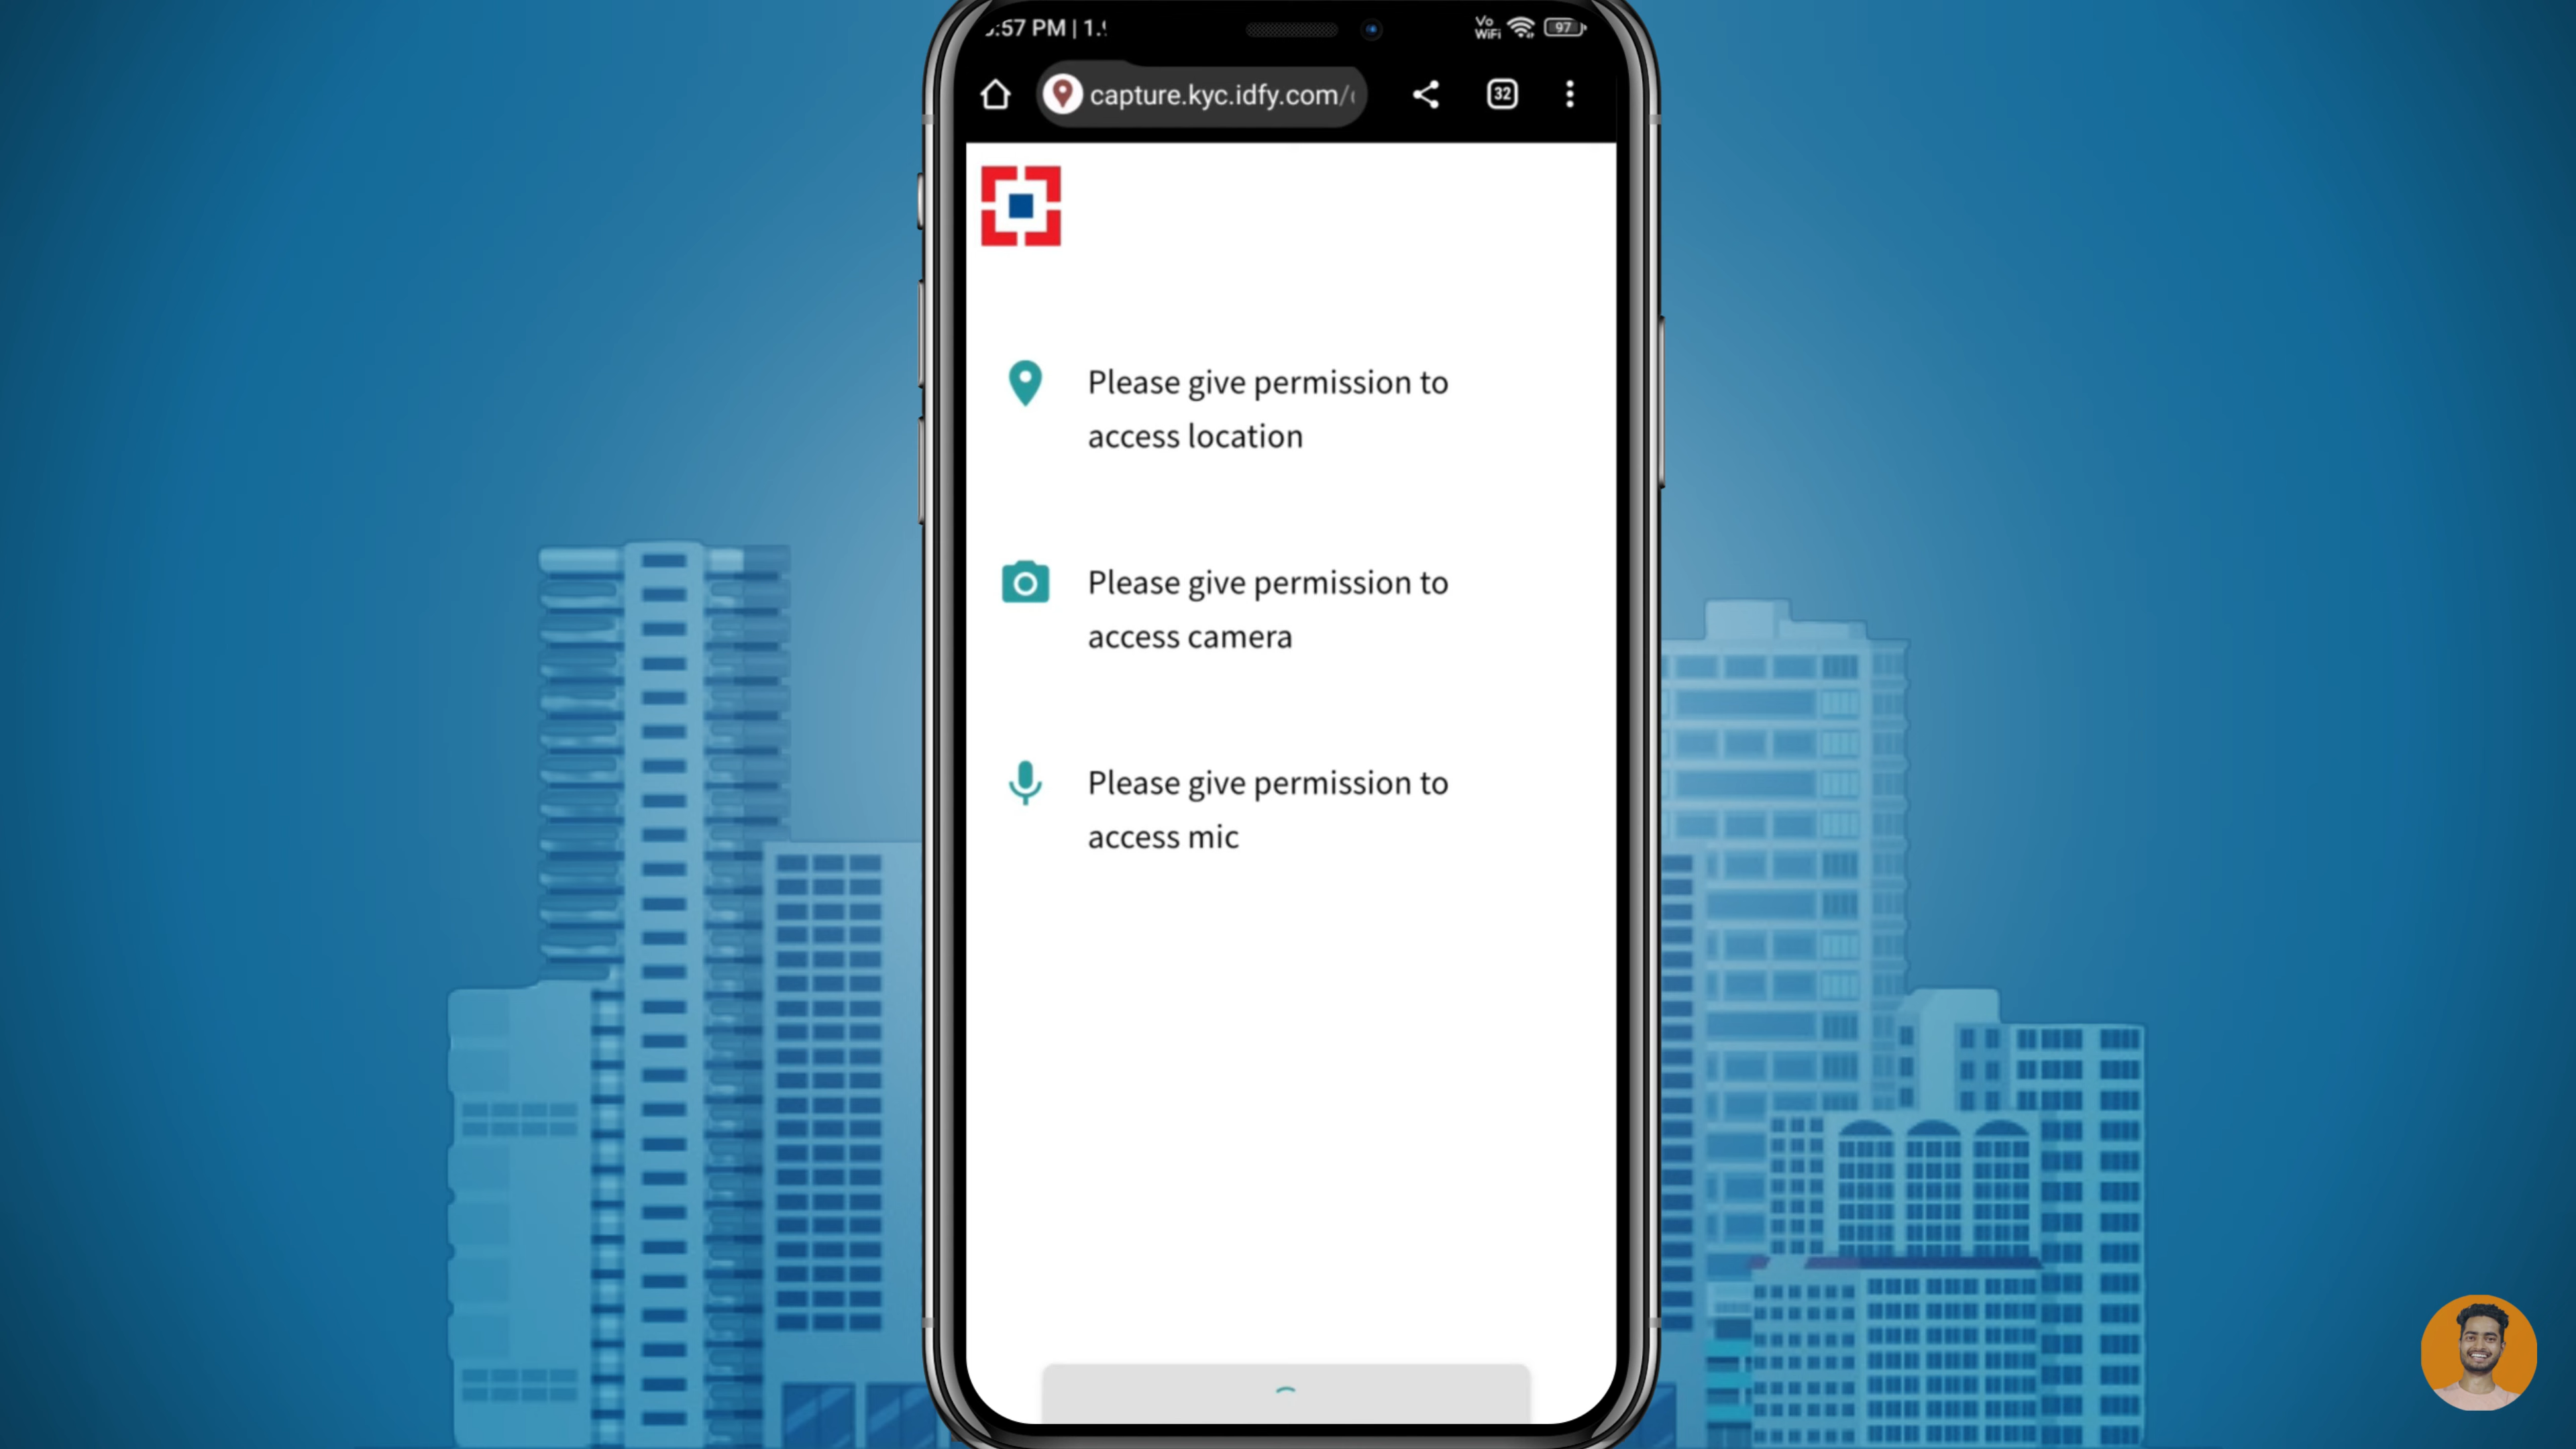 :57 PM | 1.
Vo
WiFi
97
capture.kyc.idfy.com/
32
Please give permission to
access location
Please give permission to
access camera
Please give permission to
access mic